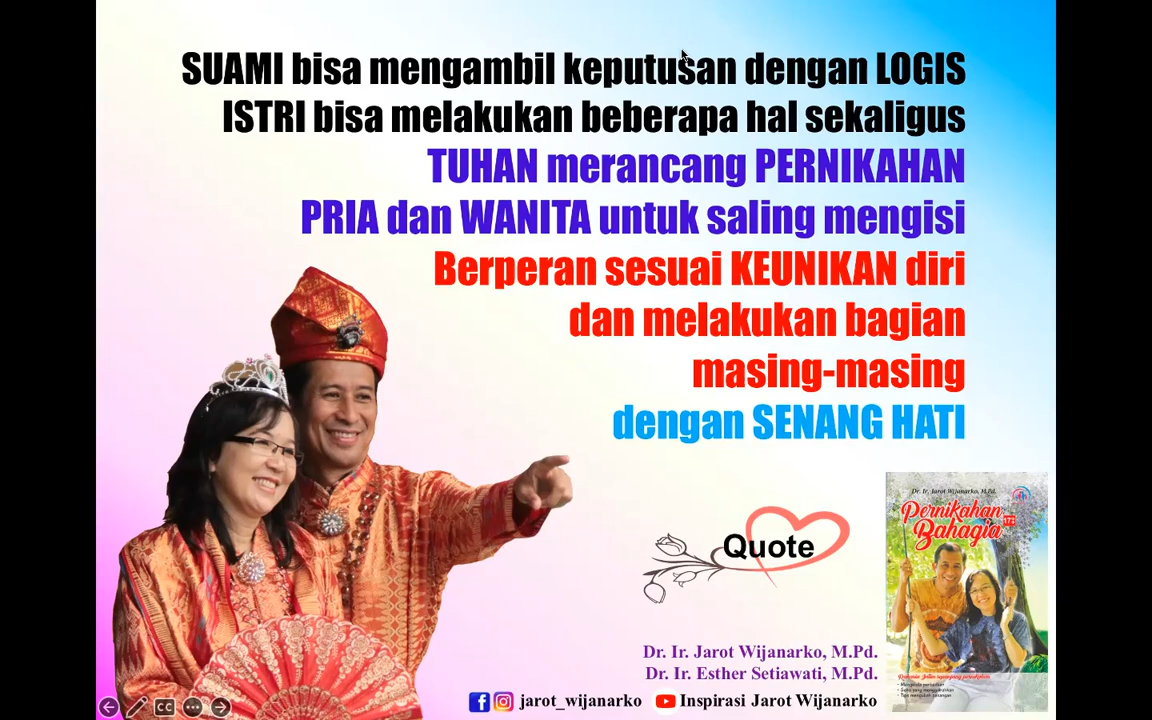 SUAMI bisa mengambil keputusan dengan LOGIS
ISTRI bisa melakukan beberapa hal sekaligus
TUHAN merancang PERNIKAHAN
PRIA dan WANITA untuk saling mengisi
Berperan sesuai KEUNIKAN diri
dan melakukan bagian
masing-masing
dengan SENANG HATI
Quote
Dr. Ir. Jarot Wijanarko, M.Pd.
Pernikahan
Bahagia
Dr. Ir. Jarot Wijanarko, M.Pd.
Dr. Ir. Esther Setiawati, M.Pd.
jarot_wijanarko
Inspirasi Jarot Wijanarko
CC